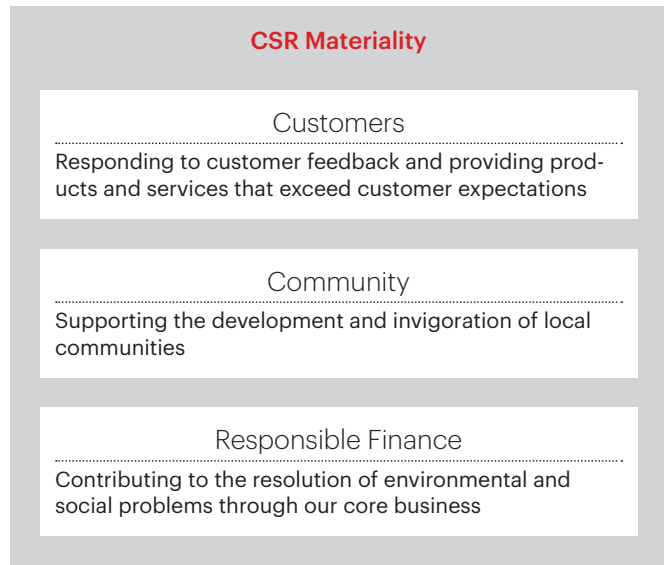 CSR Materiality
Customers
Responding to customer feedback and providing prod-
ucts and services that exceed customer expectations
Community
Supporting the development and invigoration of local
communities
Responsible Finance
Contributing to the resolution of environmental and
social problems through our core business